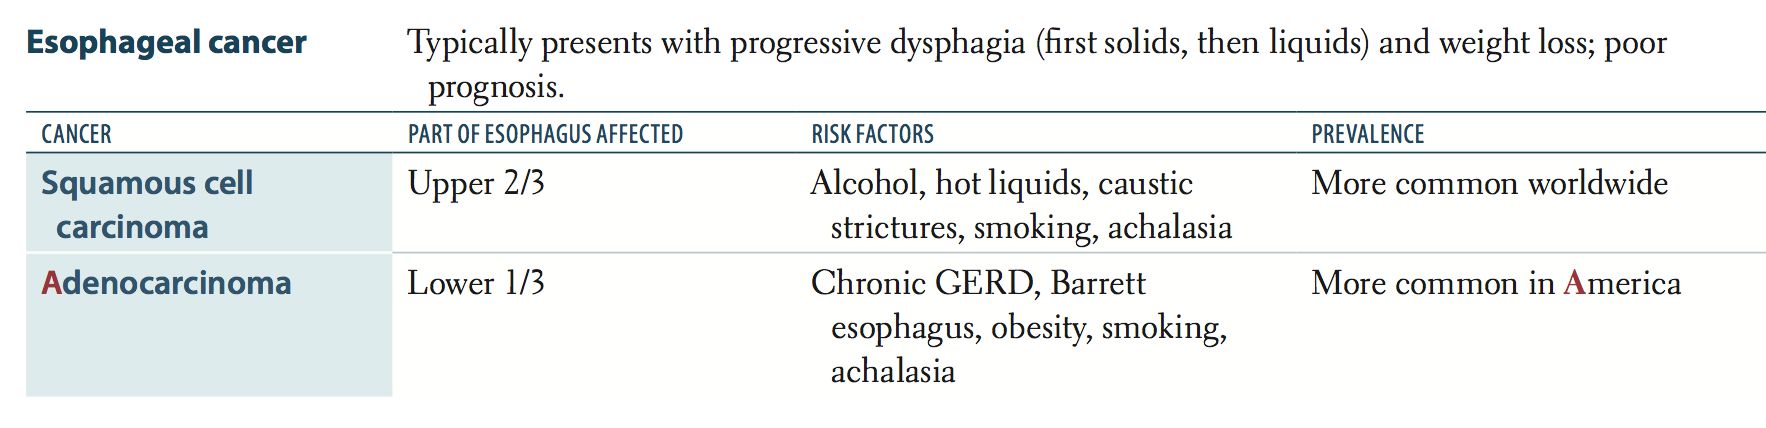 Esophageal cancer
Typically presents with progressive dysphagia (first solids, then liquids) and weight loss; poor
prognosis.
CANCER PART OF ESOPHAGUS AFFECTED RISK FACTORS PREVALENCE
Squamous cell
carcinoma
Upper 2/3
Alcohol, hot liquids, caustic
strictures, smoking, achalasia
More common worldwide
Adenocarcinoma
Lower 1/3
Chronic GERD, Barrett
esophagus, obesity, smoking,
achalasia
More common in America